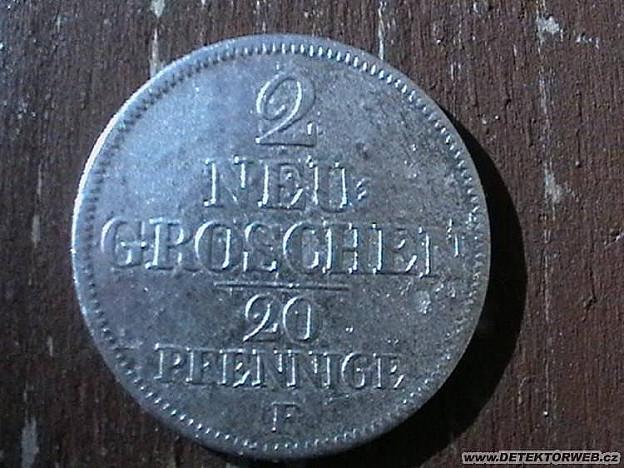 2
NEU-
GROSCHEN
20
PFENNIGE
F
www.DETEKTORWEB.cz